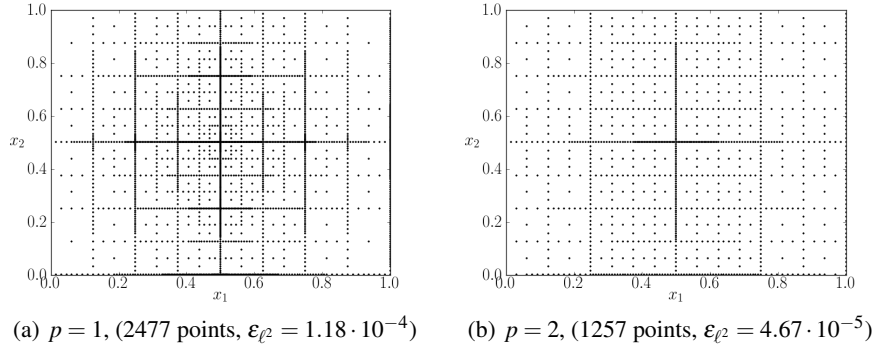 1.0
0.8
0.6
x₂
0.4
0.2
0.0
0.0 0.2 0.4 0.6 0.8 1.0
x₁
(a) p = 1, (2477 points, ε_ℓ² = 1.18 · 10⁻⁴)
1.0
0.8
0.6
x₂
0.4
0.2
0.0
0.0 0.2 0.4 0.6 0.8 1.0
x₁
(b) p = 2, (1257 points, ε_ℓ² = 4.67 · 10⁻⁵)